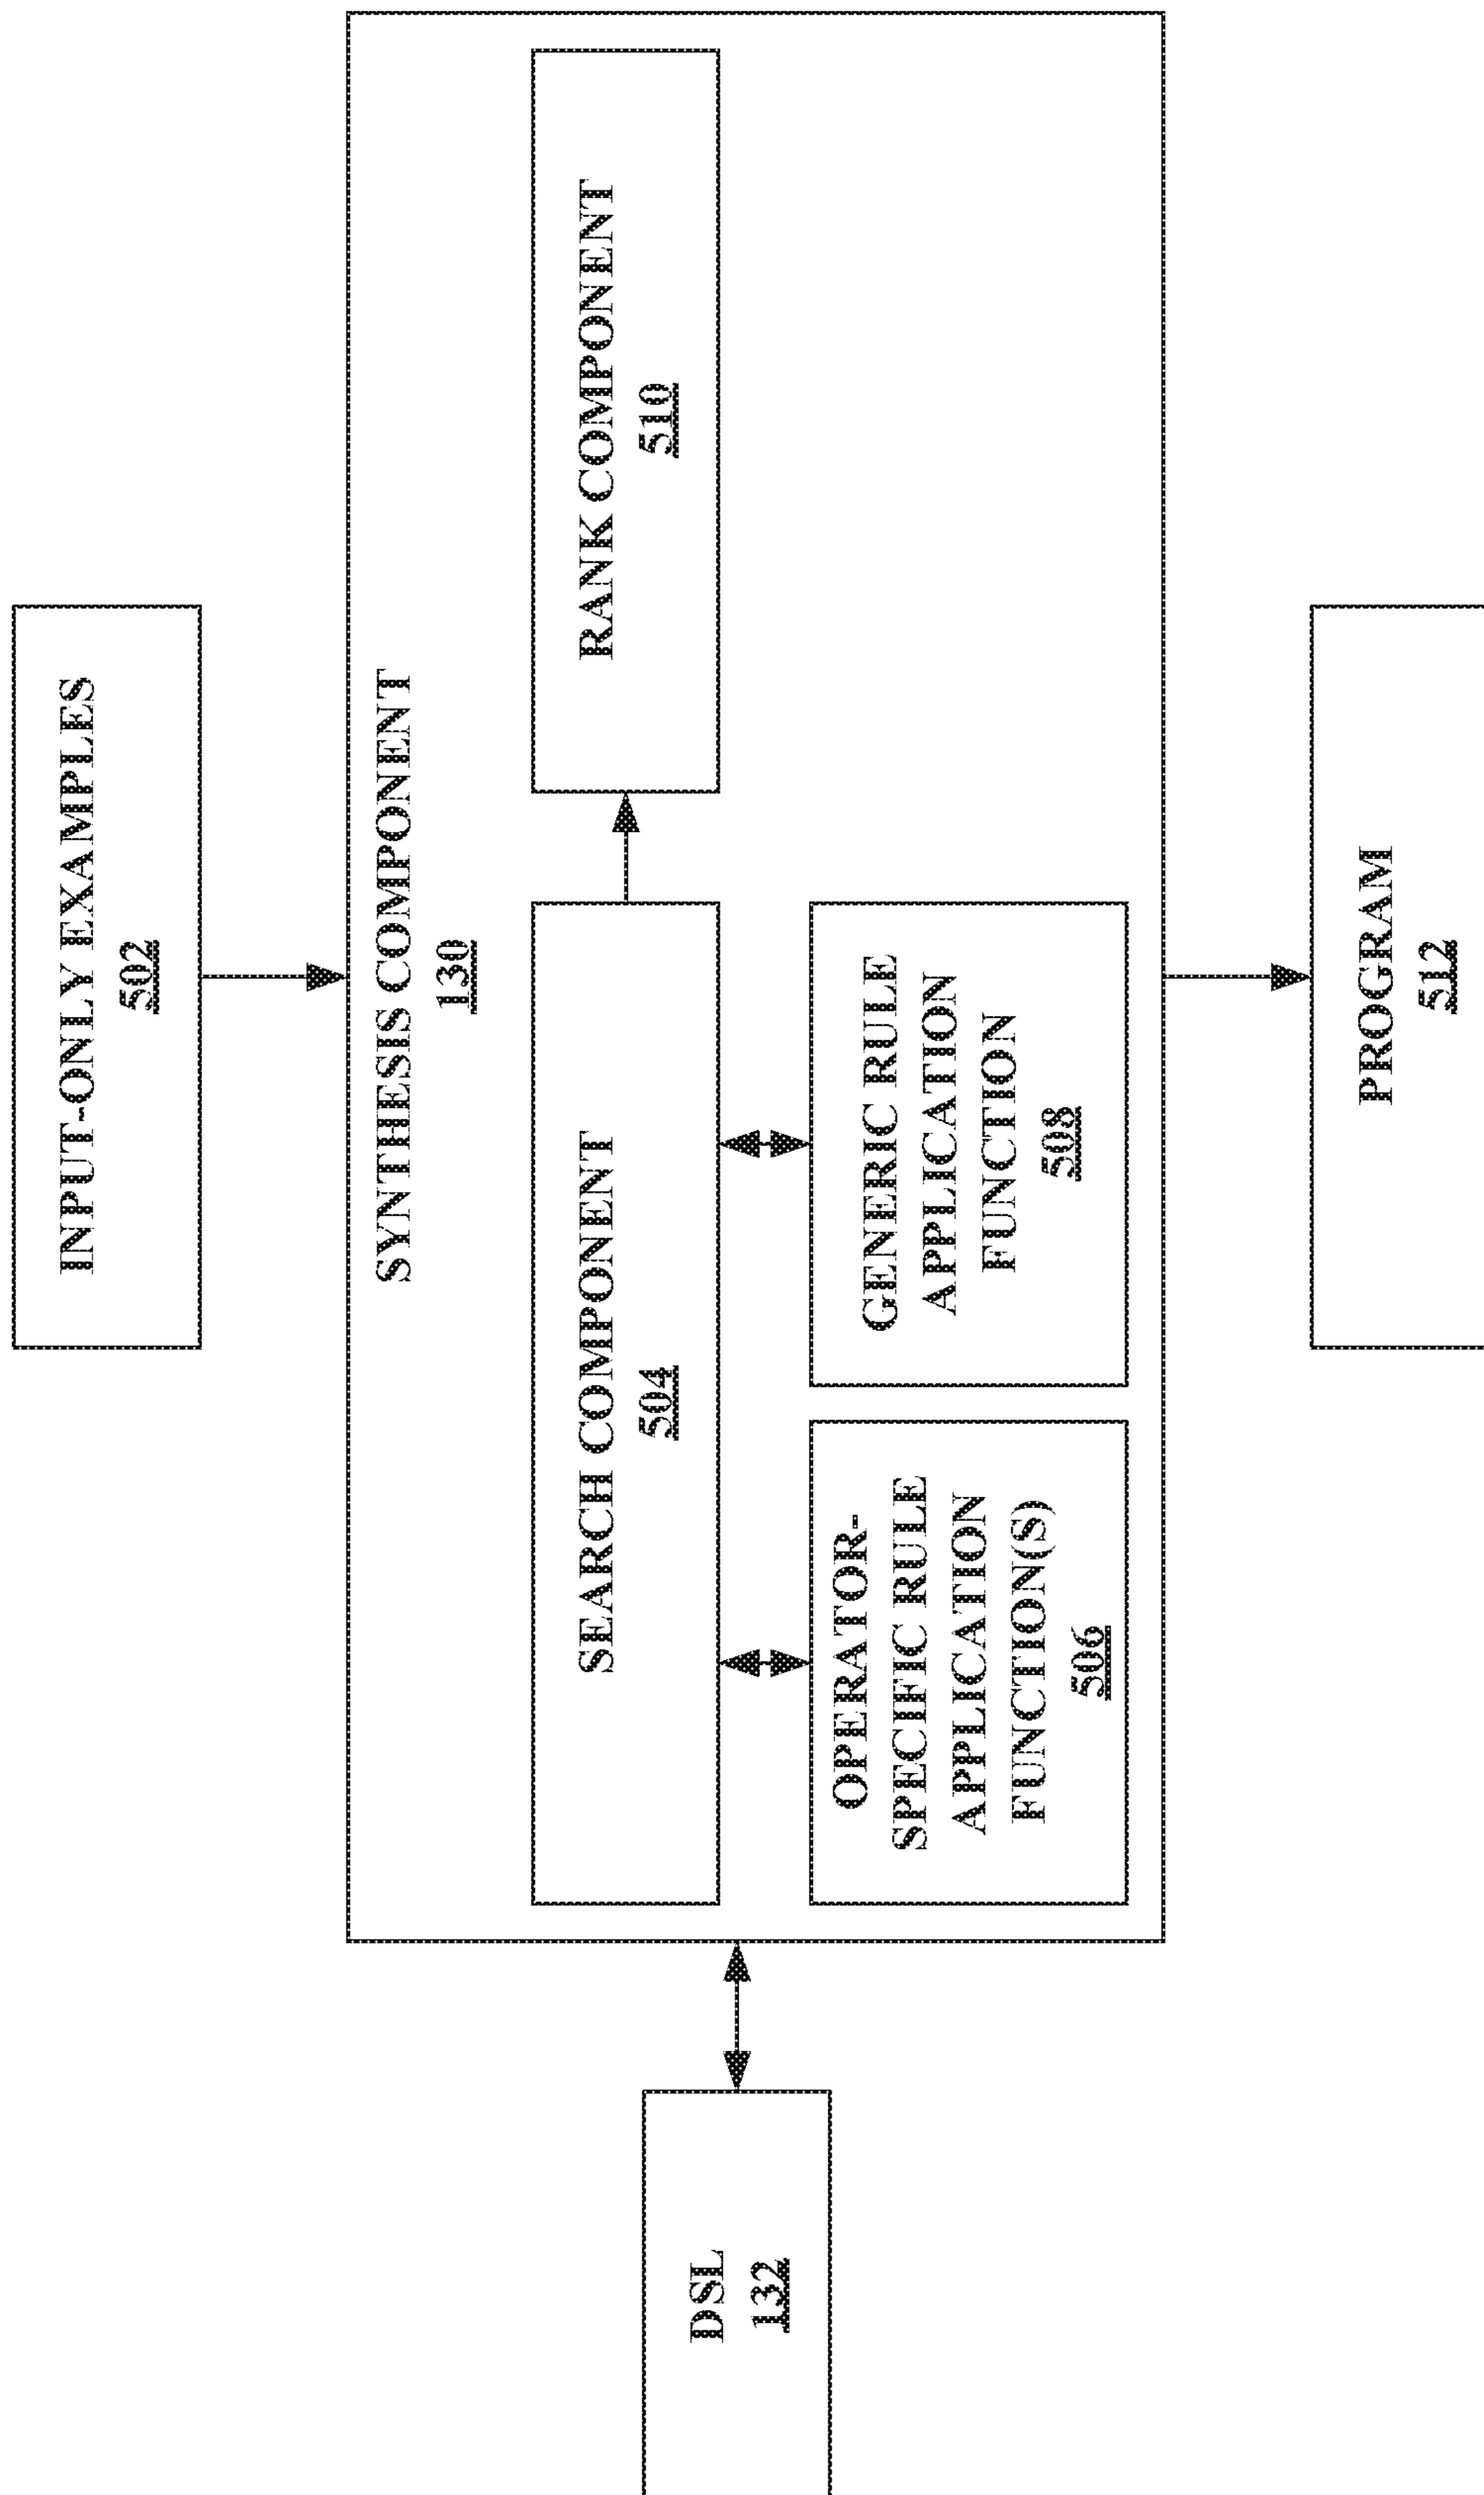 INPUT-ONLY EXAMPLES
502
SYNTHESIS COMPONENT
130
SEARCH COMPONENT
504
RANK COMPONENT
510
OPERATOR-
SPECIFIC RULE
APPLICATION
FUNCTION(S)
506
GENERIC RULE
APPLICATION
FUNCTION
508
DSL
132
PROGRAM
512